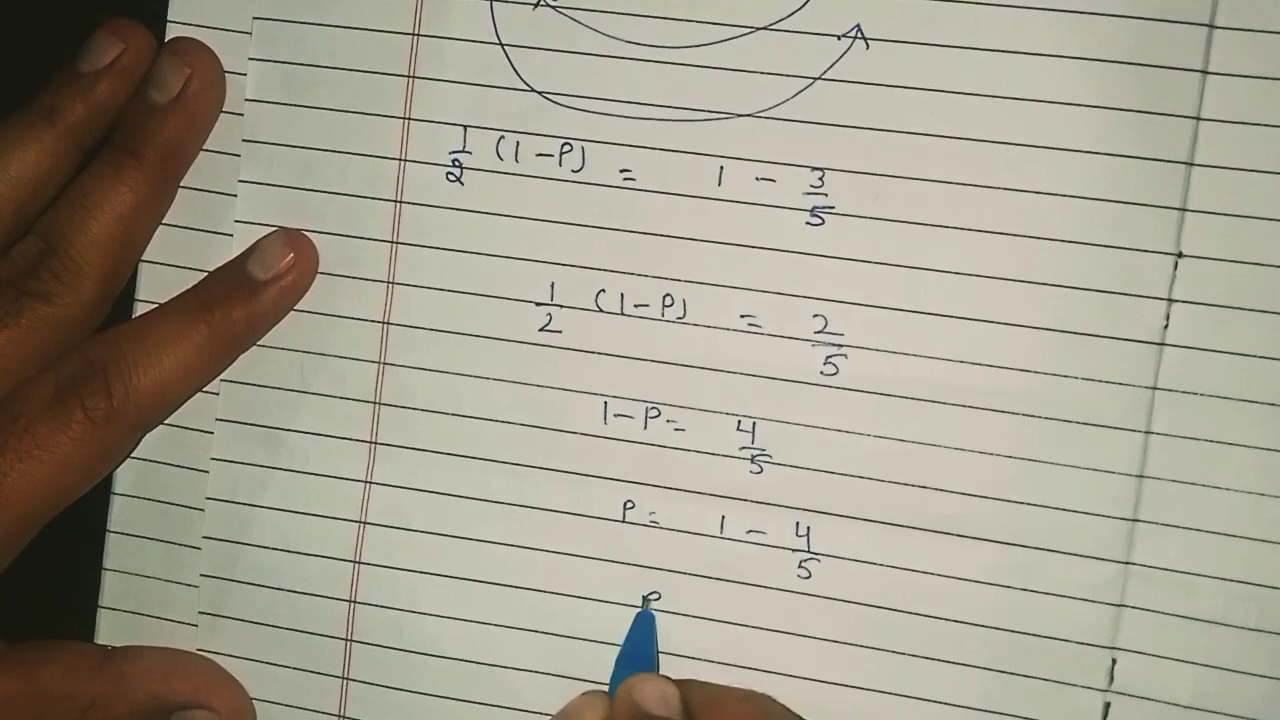 1/2 (1-P) = 1 - 3/5
1/2 (1-P) = 2/5
1-P = 4/5
P = 1 - 4/5
P